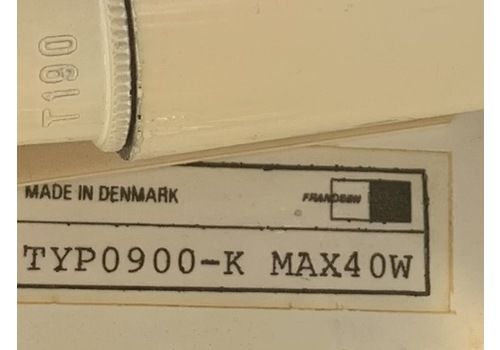 T190
MADE IN DENMARK FRANDSEN
TYP0900-K MAX40W